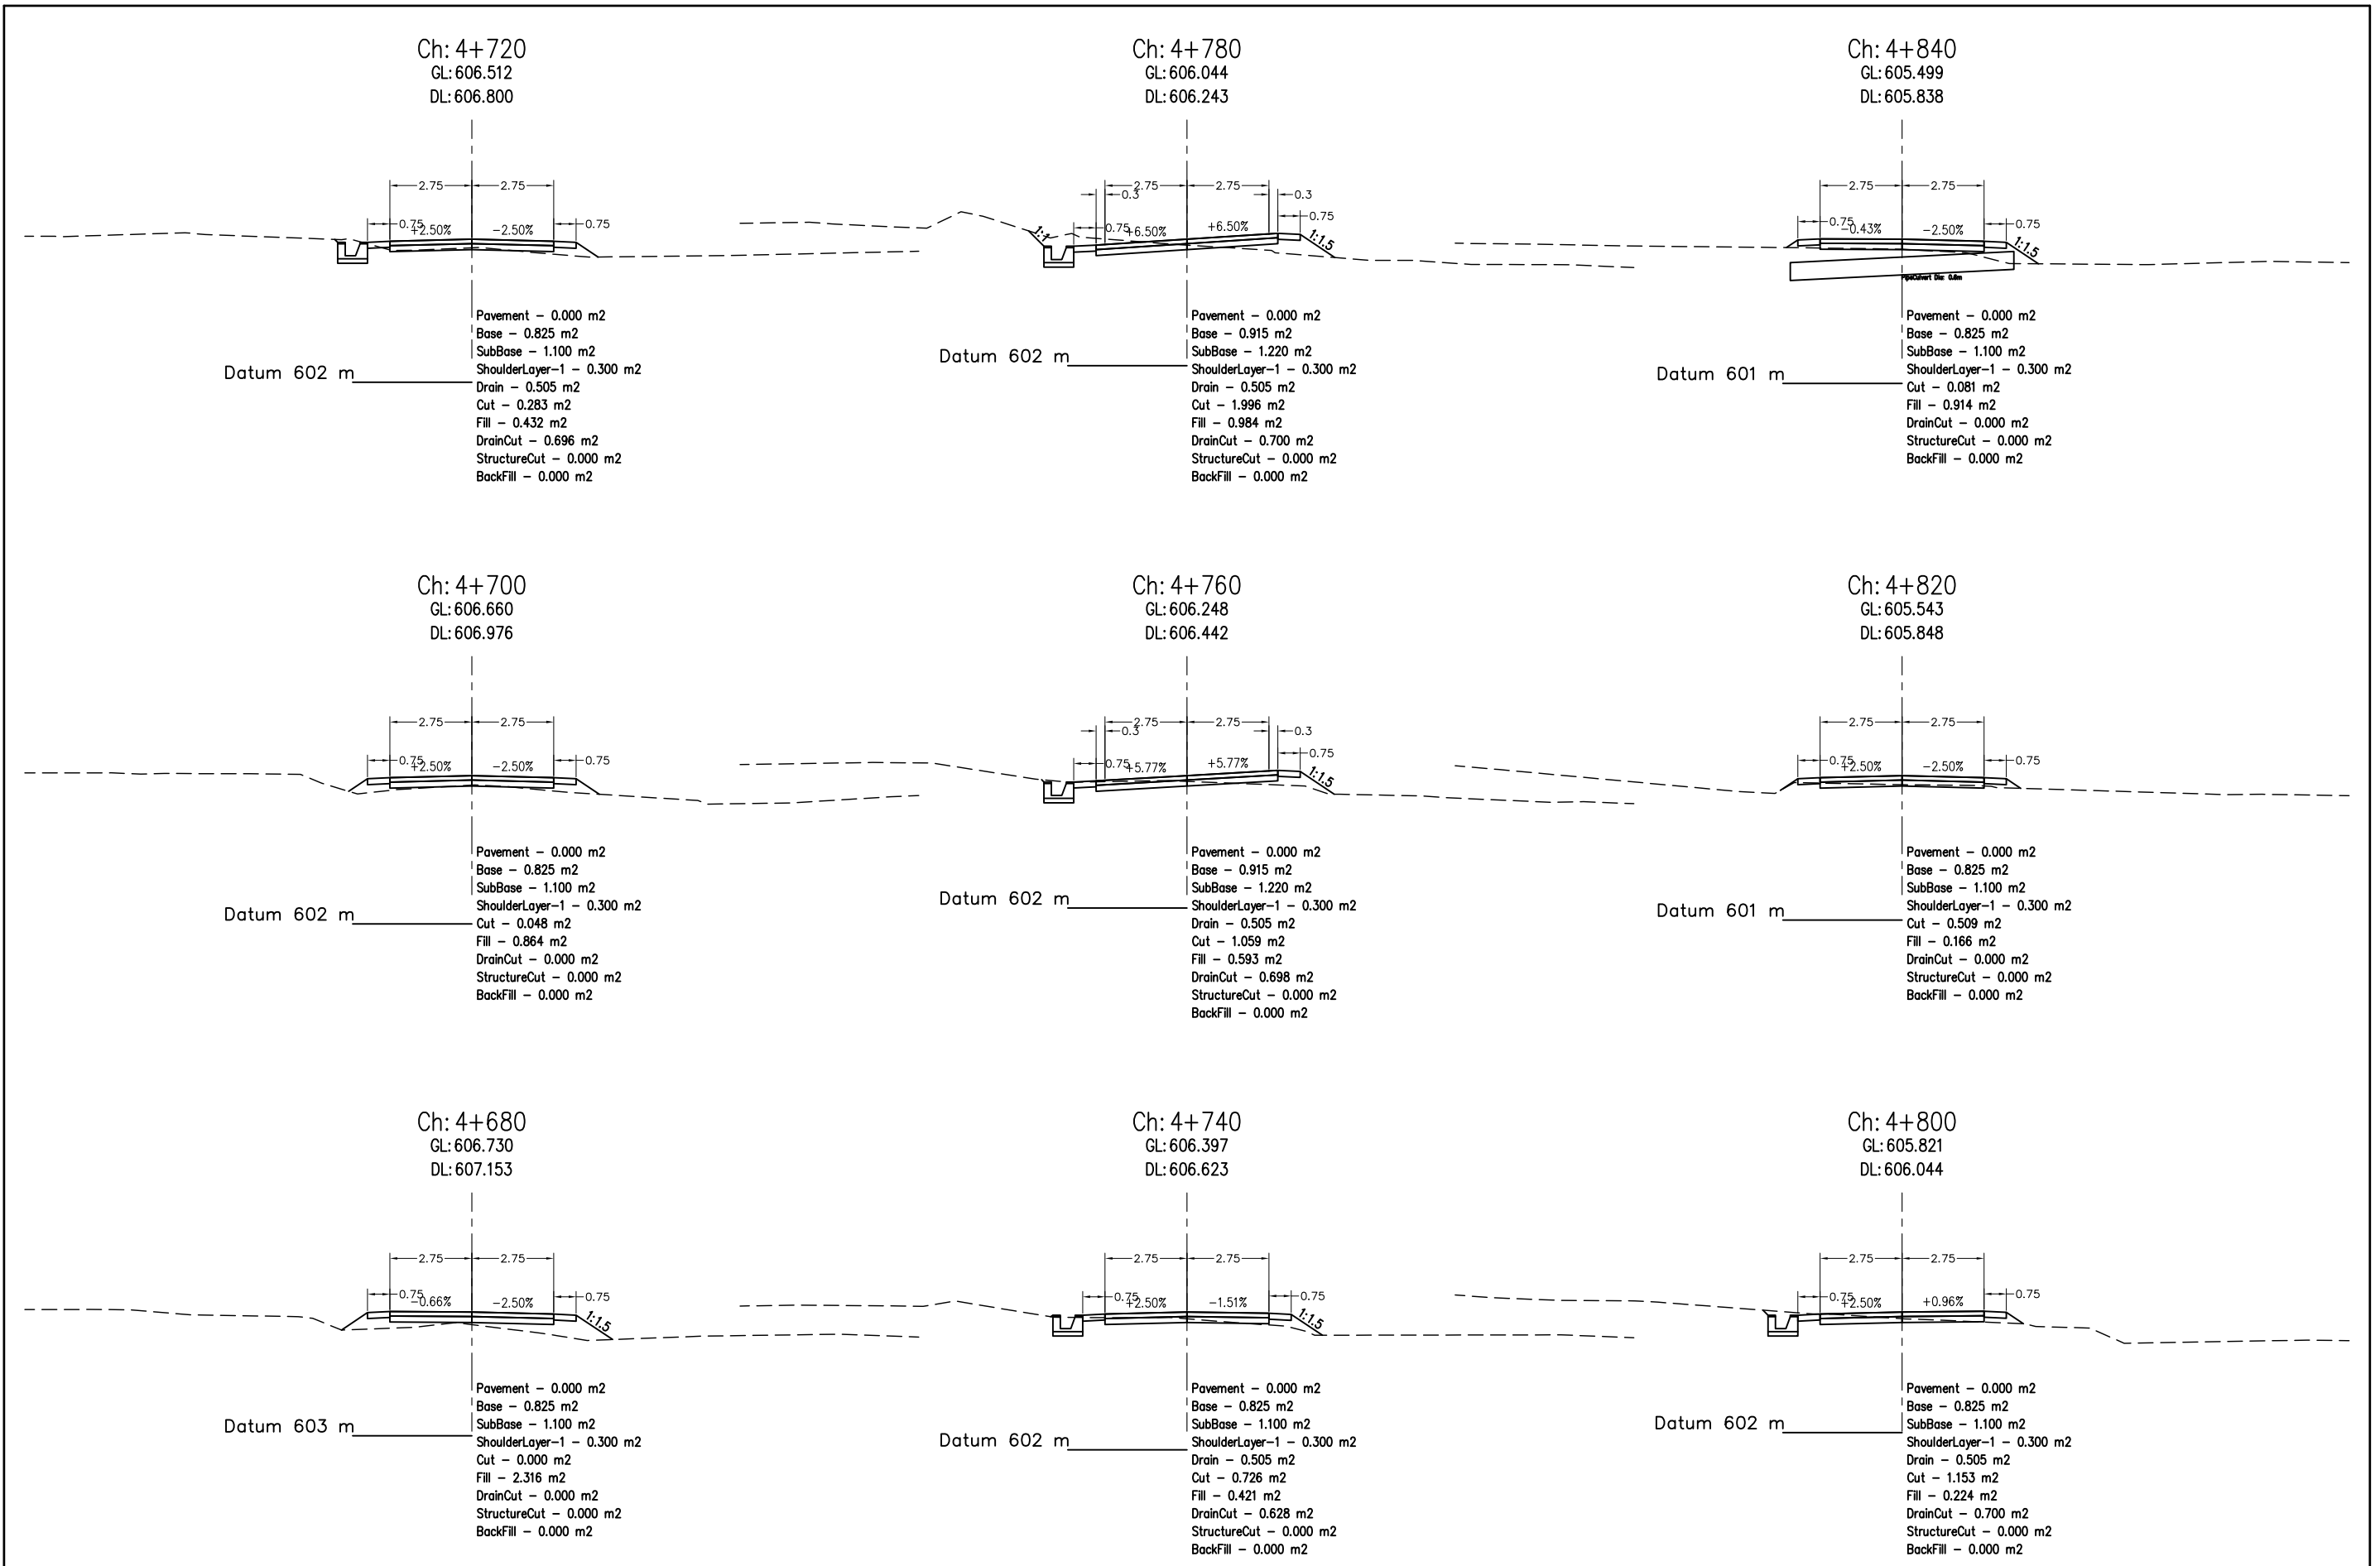 Ch: 4+720
GL: 606.512
DL: 606.800
2.75 2.75
0.75 +2.50% -2.50% 0.75
Pavement - 0.000 m2
Base - 0.825 m2
SubBase - 1.100 m2
ShoulderLayer-1 - 0.300 m2
Datum 602 m
Drain - 0.505 m2
Cut - 0.283 m2
Fill - 0.432 m2
DrainCut - 0.696 m2
StructureCut - 0.000 m2
BackFill - 0.000 m2
Ch: 4+780
GL: 606.044
DL: 606.243
2.75 2.75
0.3 0.3
0.75 +6.50% +6.50% 0.75
1:1 1:1.5
Pavement - 0.000 m2
Base - 0.915 m2
SubBase - 1.220 m2
Datum 602 m
ShoulderLayer-1 - 0.300 m2
Drain - 0.505 m2
Cut - 1.996 m2
Fill - 0.984 m2
DrainCut - 0.700 m2
StructureCut - 0.000 m2
BackFill - 0.000 m2
Ch: 4+840
GL: 605.499
DL: 605.838
2.75 2.75
0.75 -0.43% -2.50% 0.75
1:1.5
PipeCulvert Dia: 0.6m
Pavement - 0.000 m2
Base - 0.825 m2
SubBase - 1.100 m2
ShoulderLayer-1 - 0.300 m2
Datum 601 m
Cut - 0.081 m2
Fill - 0.914 m2
DrainCut - 0.000 m2
StructureCut - 0.000 m2
BackFill - 0.000 m2
Ch: 4+700
GL: 606.660
DL: 606.976
2.75 2.75
0.75 +2.50% -2.50% 0.75
Pavement - 0.000 m2
Base - 0.825 m2
SubBase - 1.100 m2
ShoulderLayer-1 - 0.300 m2
Datum 602 m
Cut - 0.048 m2
Fill - 0.864 m2
DrainCut - 0.000 m2
StructureCut - 0.000 m2
BackFill - 0.000 m2
Ch: 4+760
GL: 606.248
DL: 606.442
2.75 2.75
0.3 0.3
0.75 +5.77% +5.77% 0.75
1:1.5
Pavement - 0.000 m2
Base - 0.915 m2
SubBase - 1.220 m2
Datum 602 m
ShoulderLayer-1 - 0.300 m2
Drain - 0.505 m2
Cut - 1.059 m2
Fill - 0.593 m2
DrainCut - 0.698 m2
StructureCut - 0.000 m2
BackFill - 0.000 m2
Ch: 4+820
GL: 605.543
DL: 605.848
2.75 2.75
0.75 +2.50% -2.50% 0.75
Pavement - 0.000 m2
Base - 0.825 m2
SubBase - 1.100 m2
ShoulderLayer-1 - 0.300 m2
Datum 601 m
Cut - 0.509 m2
Fill - 0.166 m2
DrainCut - 0.000 m2
StructureCut - 0.000 m2
BackFill - 0.000 m2
Ch: 4+680
GL: 606.730
DL: 607.153
2.75 2.75
0.75 -0.66% -2.50% 0.75
1:1.5
Pavement - 0.000 m2
Base - 0.825 m2
SubBase - 1.100 m2
Datum 603 m
ShoulderLayer-1 - 0.300 m2
Cut - 0.000 m2
Fill - 2.316 m2
DrainCut - 0.000 m2
StructureCut - 0.000 m2
BackFill - 0.000 m2
Ch: 4+740
GL: 606.397
DL: 606.623
2.75 2.75
0.75 +2.50% -1.51% 0.75
1:1.5
Pavement - 0.000 m2
Base - 0.825 m2
SubBase - 1.100 m2
ShoulderLayer-1 - 0.300 m2
Datum 602 m
Drain - 0.505 m2
Cut - 0.726 m2
Fill - 0.421 m2
DrainCut - 0.628 m2
StructureCut - 0.000 m2
BackFill - 0.000 m2
Ch: 4+800
GL: 605.821
DL: 606.044
2.75 2.75
0.75 +2.50% +0.96% 0.75
Pavement - 0.000 m2
Base - 0.825 m2
Datum 602 m
SubBase - 1.100 m2
ShoulderLayer-1 - 0.300 m2
Drain - 0.505 m2
Cut - 1.153 m2
Fill - 0.224 m2
DrainCut - 0.700 m2
StructureCut - 0.000 m2
BackFill - 0.000 m2